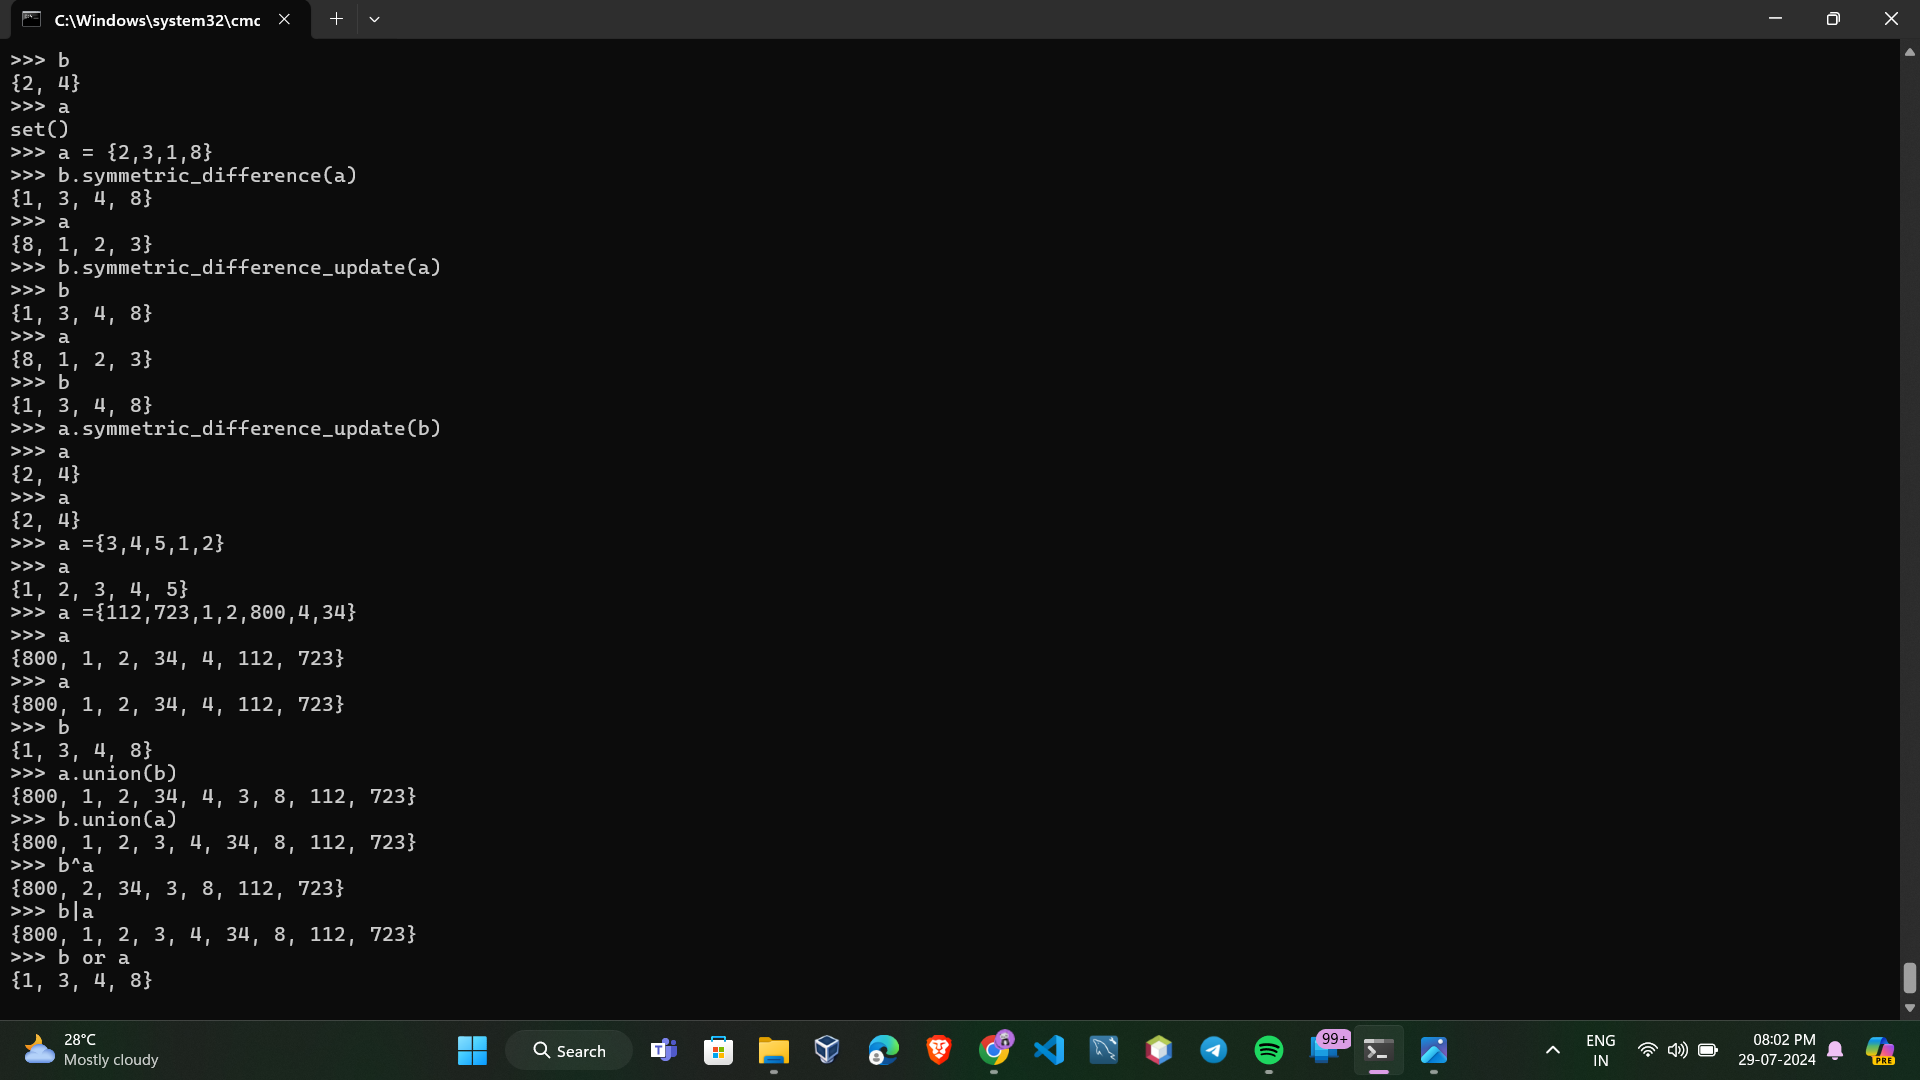 C:\Windows\system32\cmc
>>> b
{2, 4}
>>> a
set()
>>> a = {2,3,1,8}
>>> b.symmetric_difference(a)
{1, 3, 4, 8}
>>> a
{8, 1, 2, 3}
>>> b.symmetric_difference_update(a)
>>> b
{1, 3, 4, 8}
>>> a
{8, 1, 2, 3}
>>> b
{1, 3, 4, 8}
>>> a.symmetric_difference_update(b)
>>> a
{2, 4}
>>> a
{2, 4}
>>> a ={3,4,5,1,2}
>>> a
{1, 2, 3, 4, 5}
>>> a ={112,723,1,2,800,4,34}
>>> a
{800, 1, 2, 34, 4, 112, 723}
>>> a
{800, 1, 2, 34, 4, 112, 723}
>>> b
{1, 3, 4, 8}
>>> a.union(b)
{800, 1, 2, 34, 4, 3, 8, 112, 723}
>>> b.union(a)
{800, 1, 2, 3, 4, 34, 8, 112, 723}
>>> b^a
{800, 2, 34, 3, 8, 112, 723}
>>> b|a
{800, 1, 2, 3, 4, 34, 8, 112, 723}
>>> b or a
{1, 3, 4, 8}
28°C
Mostly cloudy
Search
99+
ENG
IN
08:02 PM
29-07-2024
PRE